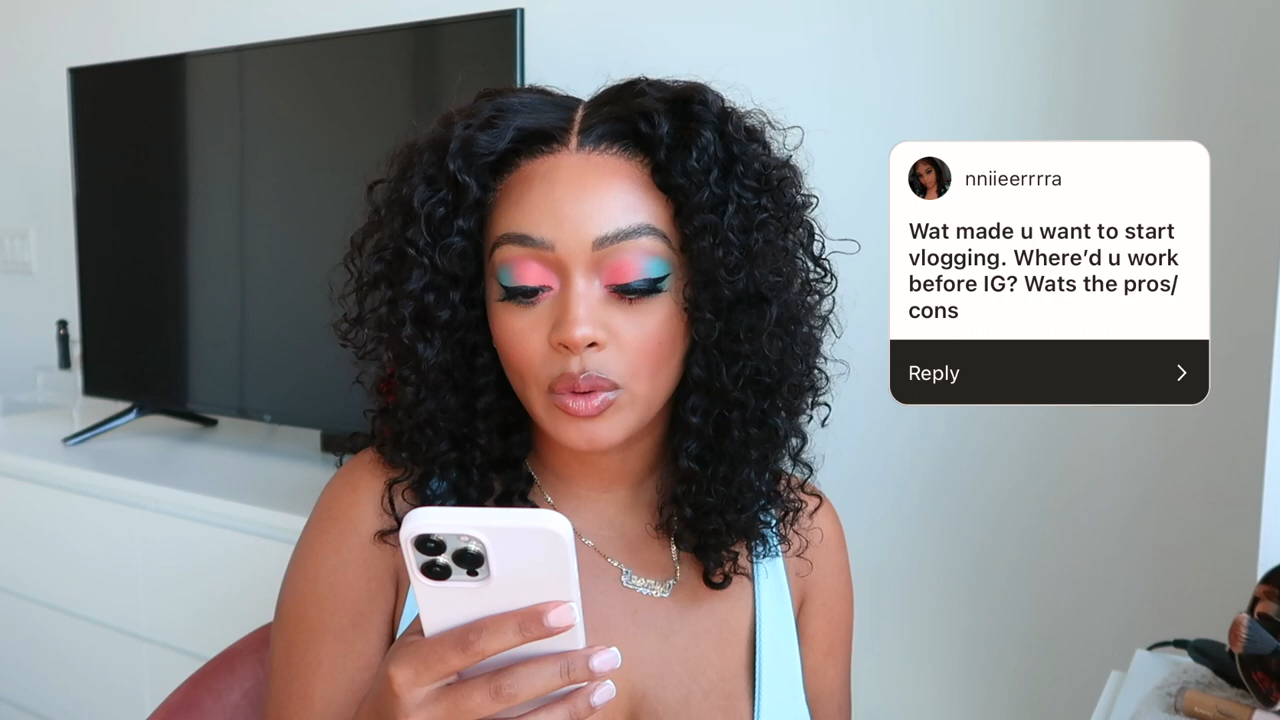 nniieerrrra
Wat made u want to start
vlogging. Where’d u work
before IG? Wats the pros/
cons
Reply